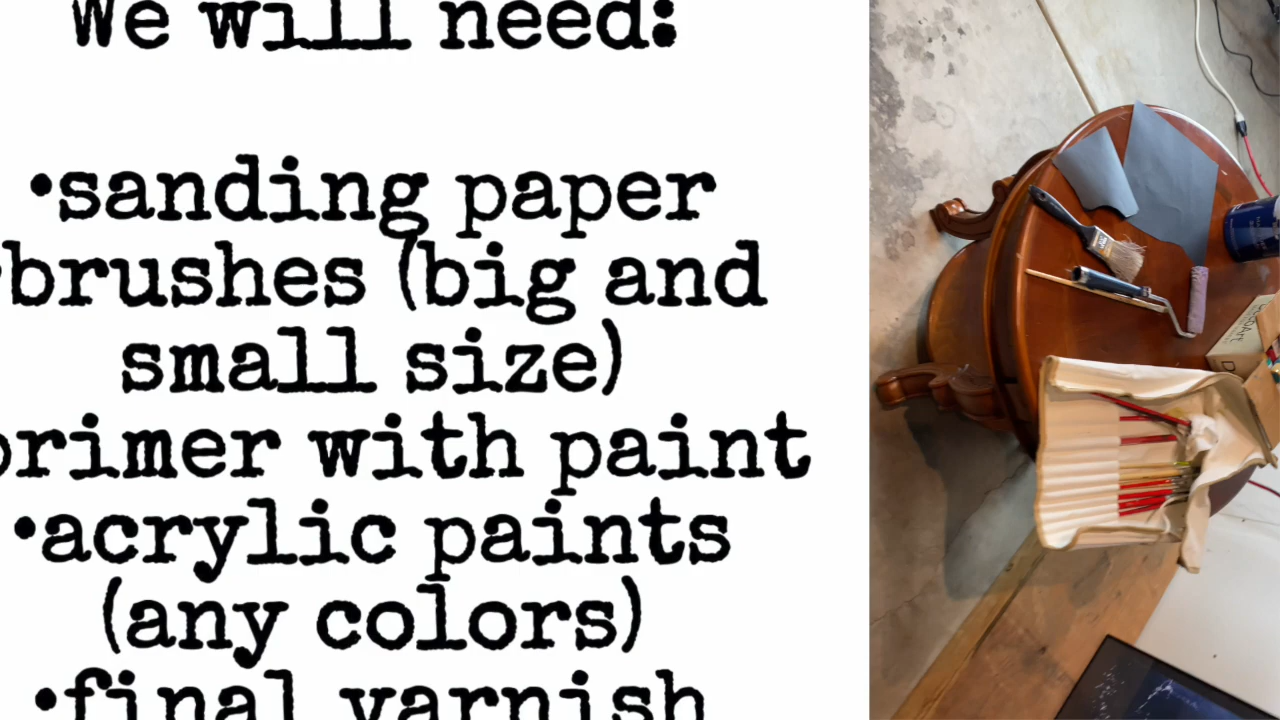 We will need:
•sanding paper
brushes (big and
small size)
primer with paint
•acrylic paints
(any colors)
•final varnish